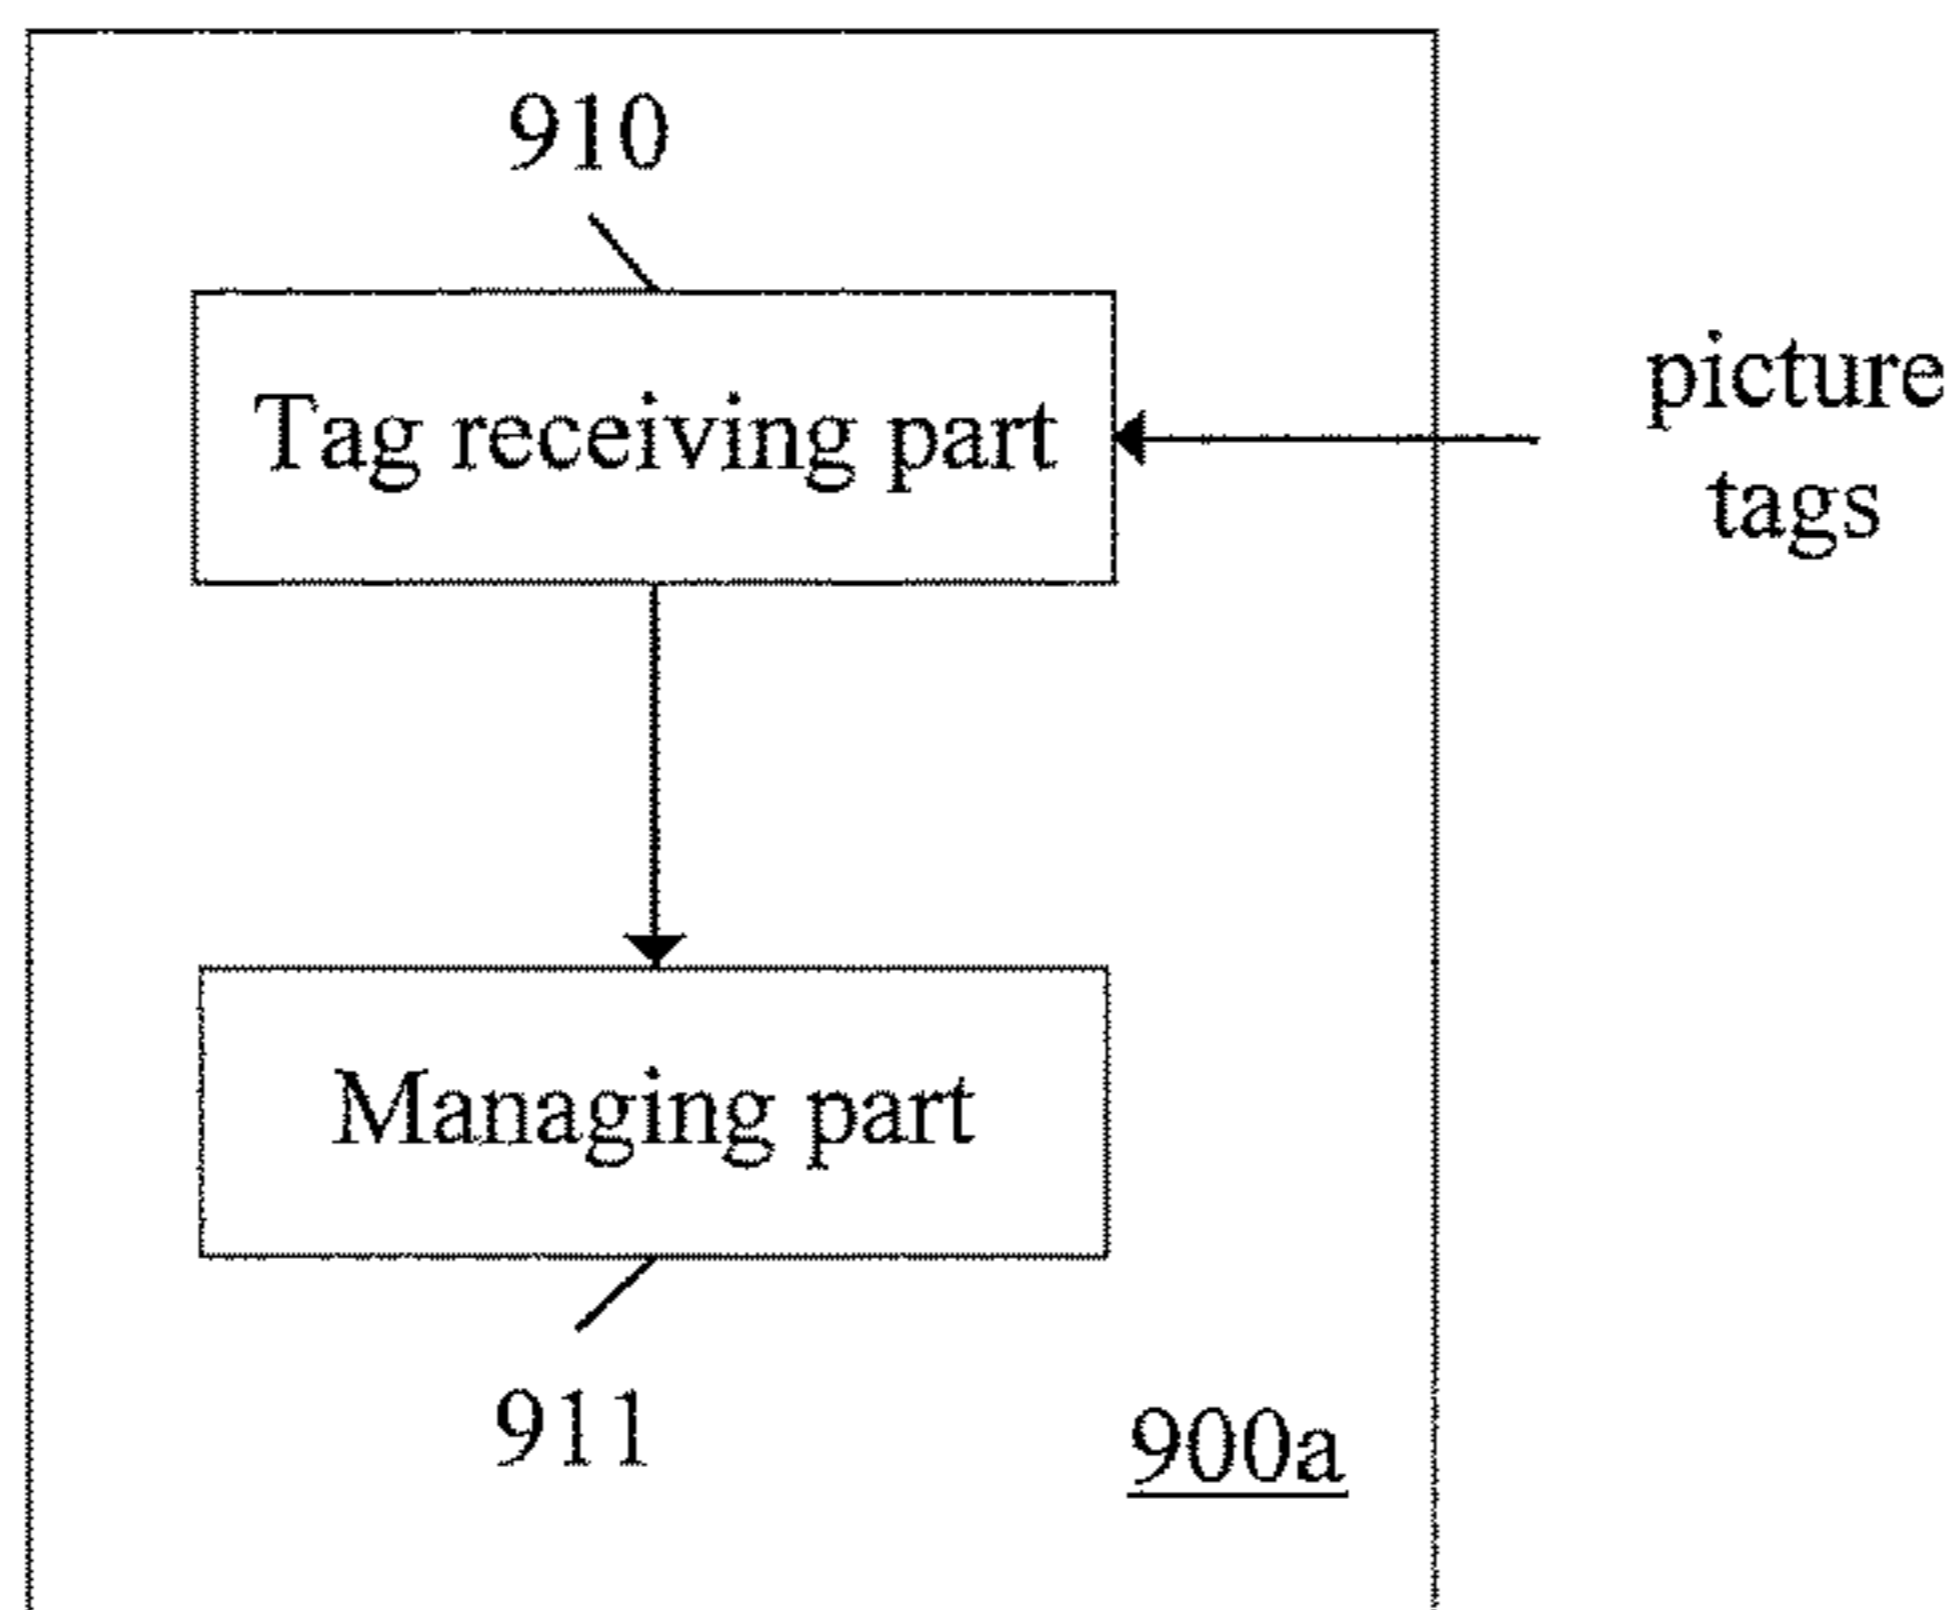 910
Tag receiving part
picture
tags
Managing part
911
900a